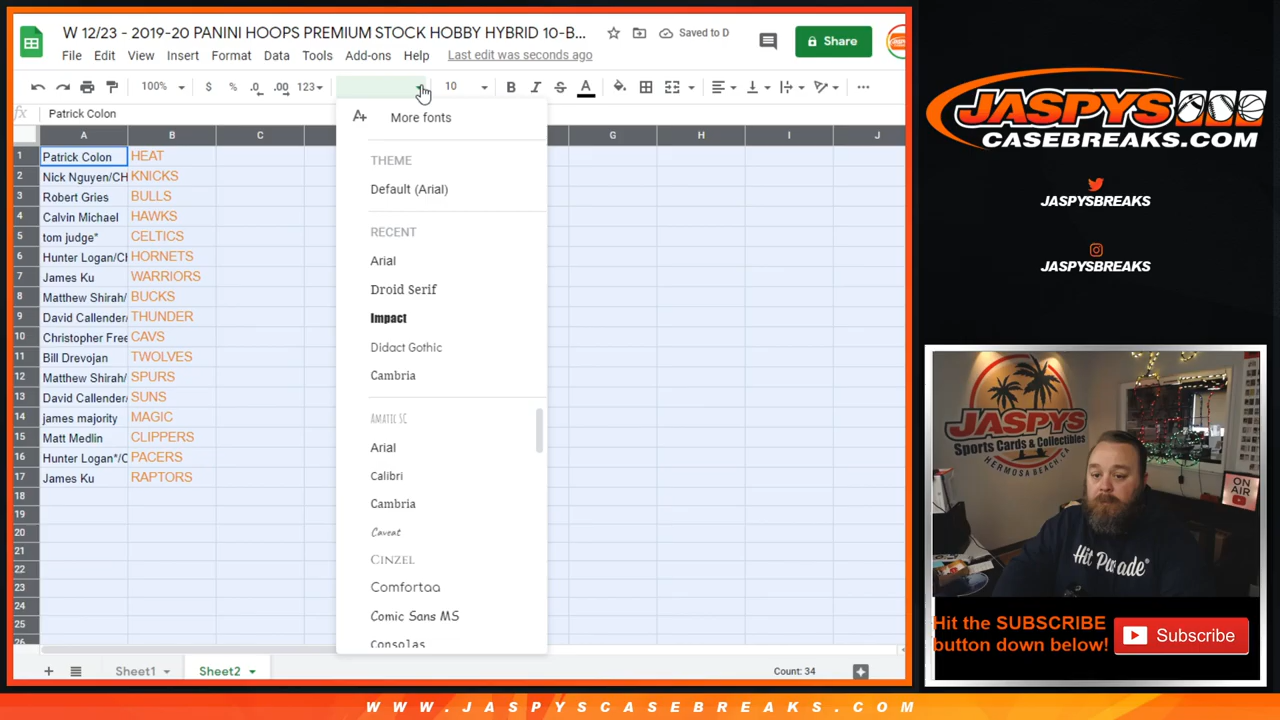 W 12/23 - 2019-20 PANINI HOOPS PREMIUM STOCK HOBBY HYBRID 10-B...
Saved to D
Share
File Edit View Insert Format Data Tools Add-ons Help Last edit was seconds ago
100% $ % .0 .00 123 10 B I S A
fx Patrick Colon
A B C G H I J
1 Patrick Colon HEAT
2 Nick Nguyen/CH KNICKS
3 Robert Gries BULLS
4 Calvin Michael HAWKS
5 tom judge* CELTICS
6 Hunter Logan/CH HORNETS
7 James Ku WARRIORS
8 Matthew Shirah/ BUCKS
9 David Callender/ THUNDER
10 Christopher Free CAVS
11 Bill Drevojan TWOLVES
12 Matthew Shirah/ SPURS
13 David Callender/ SUNS
14 james majority MAGIC
15 Matt Medlin CLIPPERS
16 Hunter Logan*/C PACERS
17 James Ku RAPTORS
18
19
20
21
22
23
24
25
26
More fonts
THEME
Default (Arial)
RECENT
Arial
Droid Serif
Impact
Didact Gothic
Cambria
AMATIC SC
Arial
Calibri
Cambria
Caveat
CINZEL
Comfortaa
Comic Sans MS
Consolas
Sheet1 Sheet2 Count: 34
JASPYS
CASEBREAKS.COM
JASPYSBREAKS
JASPYSBREAKS
JASPYS
Sports Cards & Collectibles
HERMOSA BEACH, CA
ON
AIR
Hit Parade
Hit the SUBSCRIBE
button down below!
Subscribe
WWW.JASPYSCASEBREAKS.COM